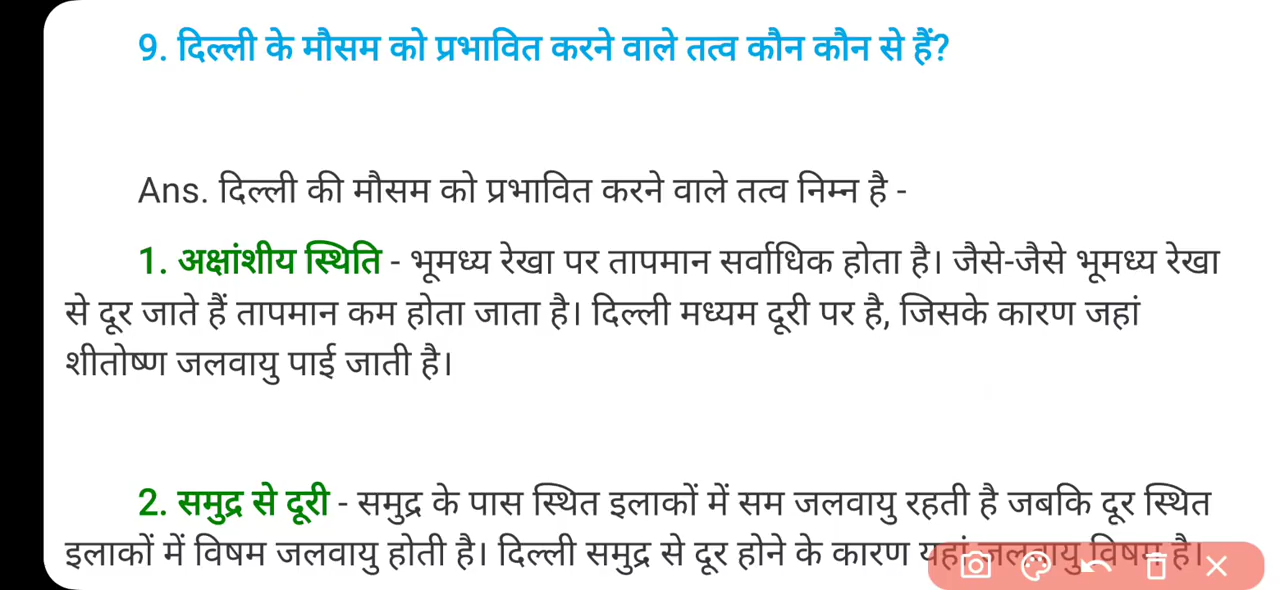 9. दिल्ली के मौसम को प्रभावित करने वाले तत्व कौन कौन से हैं?
Ans. दिल्ली की मौसम को प्रभावित करने वाले तत्व निम्न है -
1. अक्षांशीय स्थिति - भूमध्य रेखा पर तापमान सर्वाधिक होता है। जैसे-जैसे भूमध्य रेखा
से दूर जाते हैं तापमान कम होता जाता है। दिल्ली मध्यम दूरी पर है, जिसके कारण जहां
शीतोष्ण जलवायु पाई जाती है।
2. समुद्र से दूरी - समुद्र के पास स्थित इलाकों में सम जलवायु रहती है जबकि दूर स्थित
इलाकों में विषम जलवायु होती है। दिल्ली समुद्र से दूर होने के कारण यहां जलवायु विषम है।